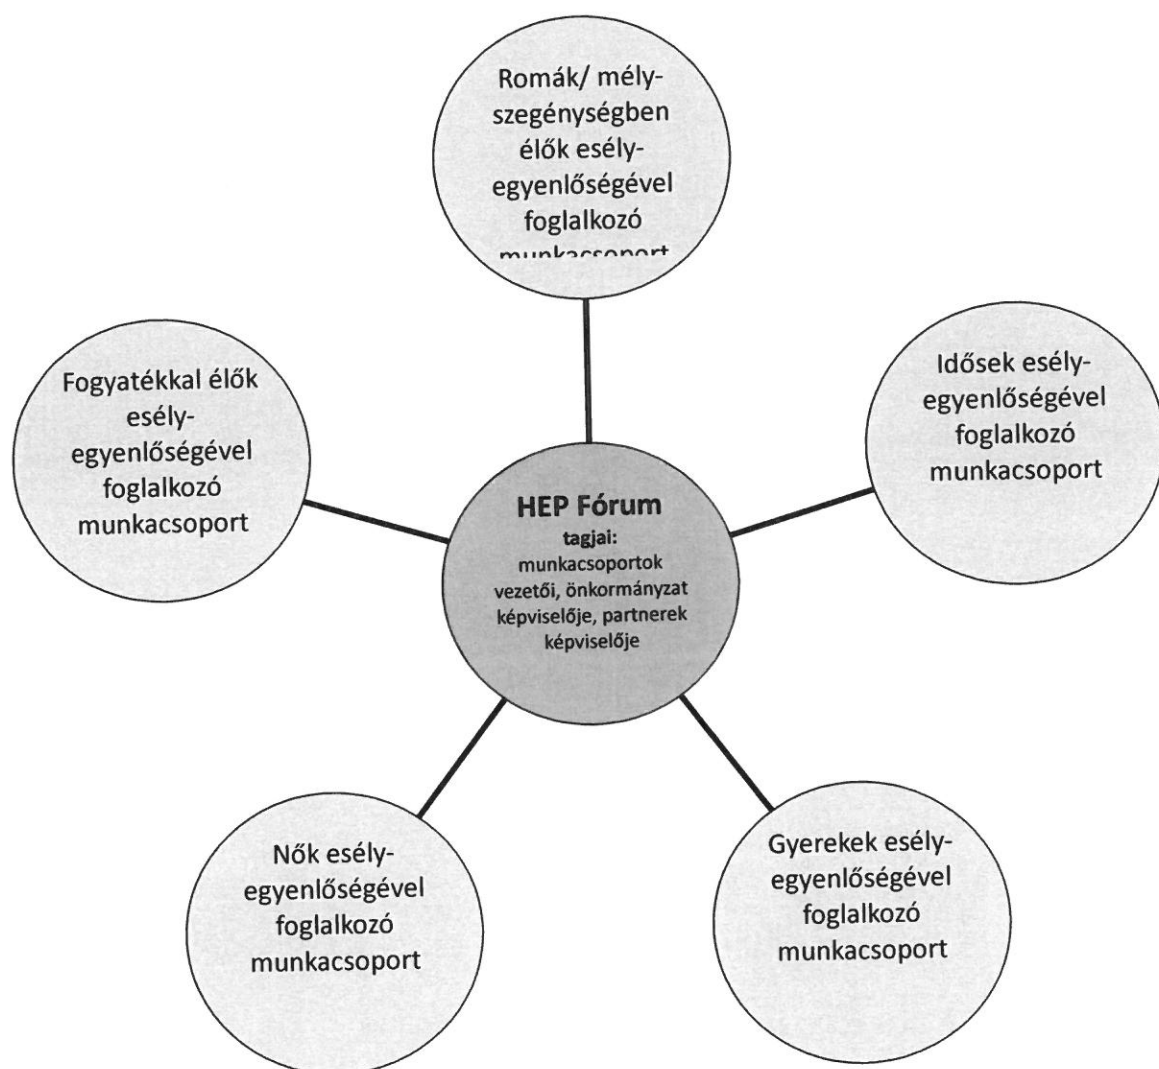 Romák/ mély-
szegénységben
élők esély-
egyenlőségével
foglalkozó
munkacsoport
Fogyatékkal élők
esély-
egyenlőségével
foglalkozó
munkacsoport
Idősek esély-
egyenlőségével
foglalkozó
munkacsoport
HEP Fórum
tagjai:
munkacsoportok
vezetői, önkormányzat
képviselője, partnerek
képviselője
Nők esély-
egyenlőségével
foglalkozó
munkacsoport
Gyerekek esély-
egyenlőségével
foglalkozó
munkacsoport